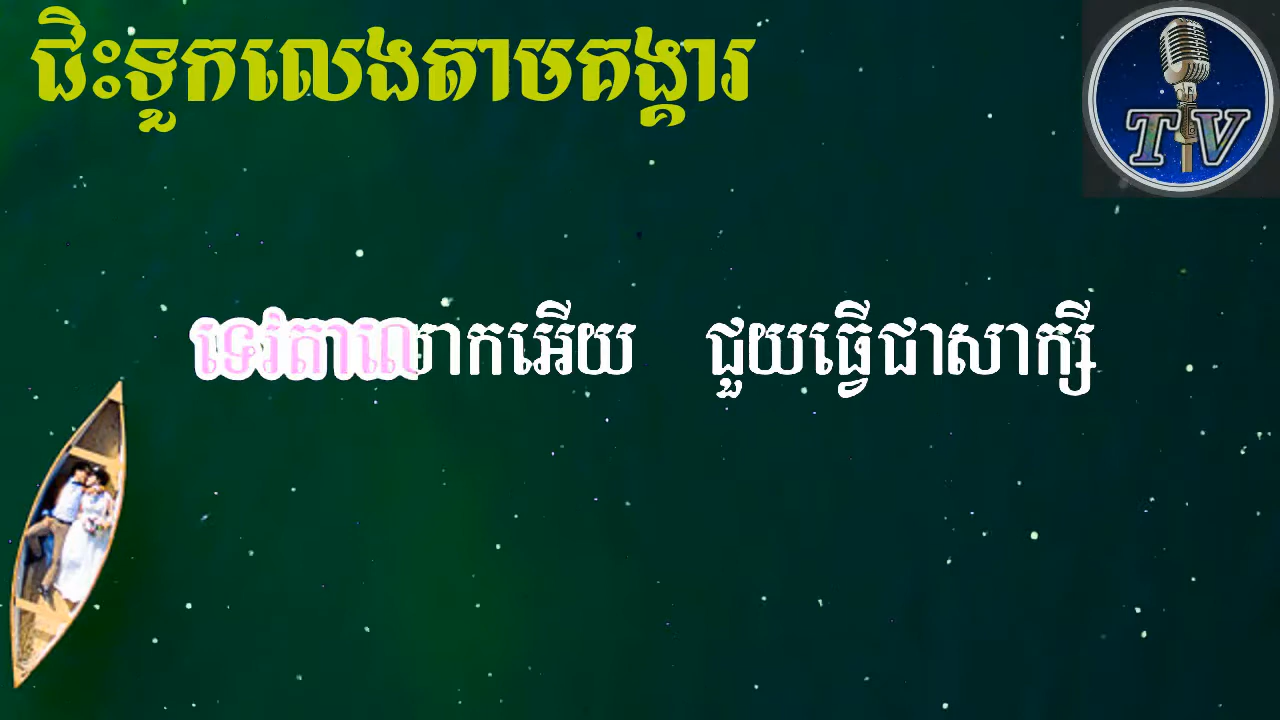 ជិះទូកលេងតាមគង្គារ
TV
ទេវតាលោកអើយ ជួយធ្វើជាសាក្សី